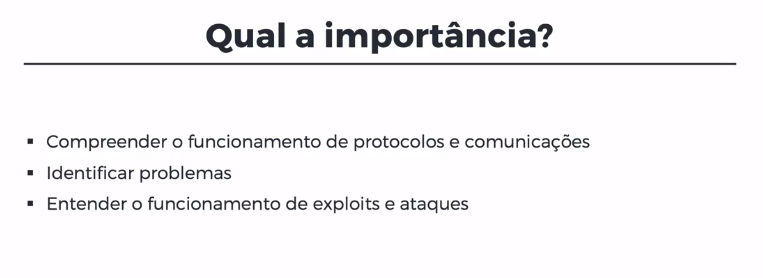 Qual a importância?
▪ Compreender o funcionamento de protocolos e comunicações
▪ Identificar problemas
▪ Entender o funcionamento de exploits e ataques